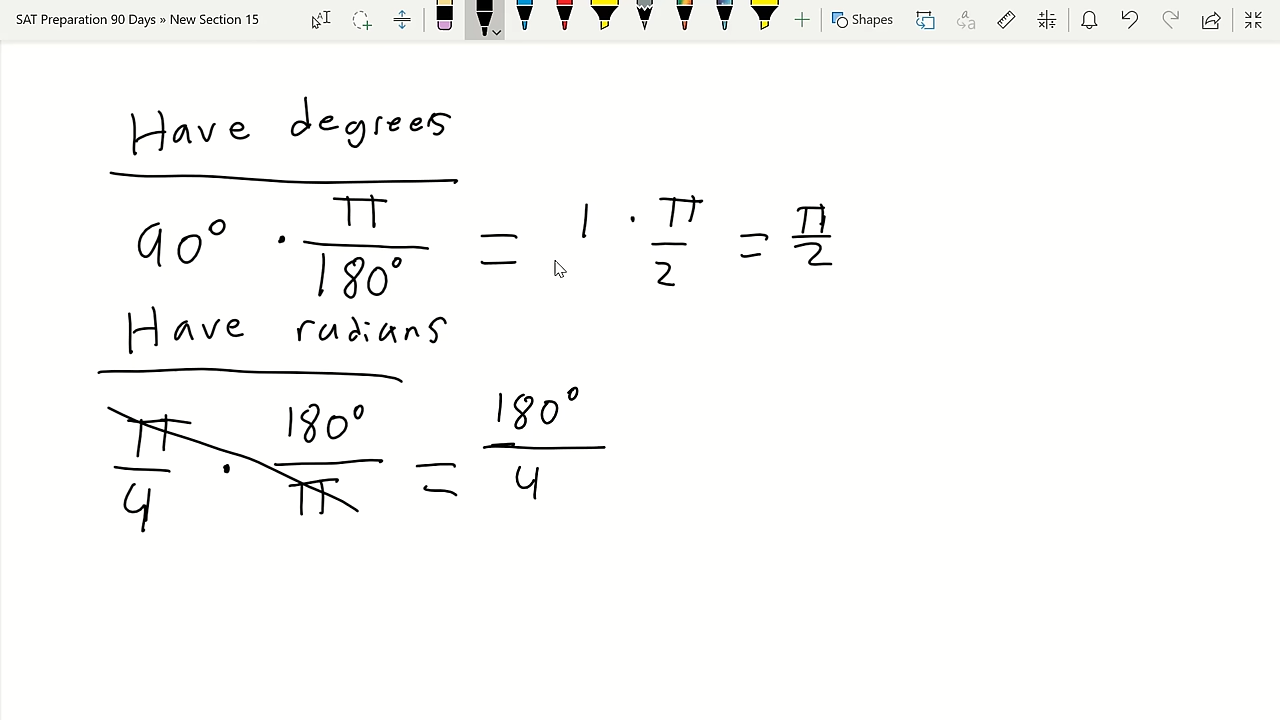 SAT Preparation 90 Days » New Section 15
Shapes
Have degrees
90° · π/180° = 1 · π/2 = π/2
Have radians
π/4 · 180°/π = 180°/4